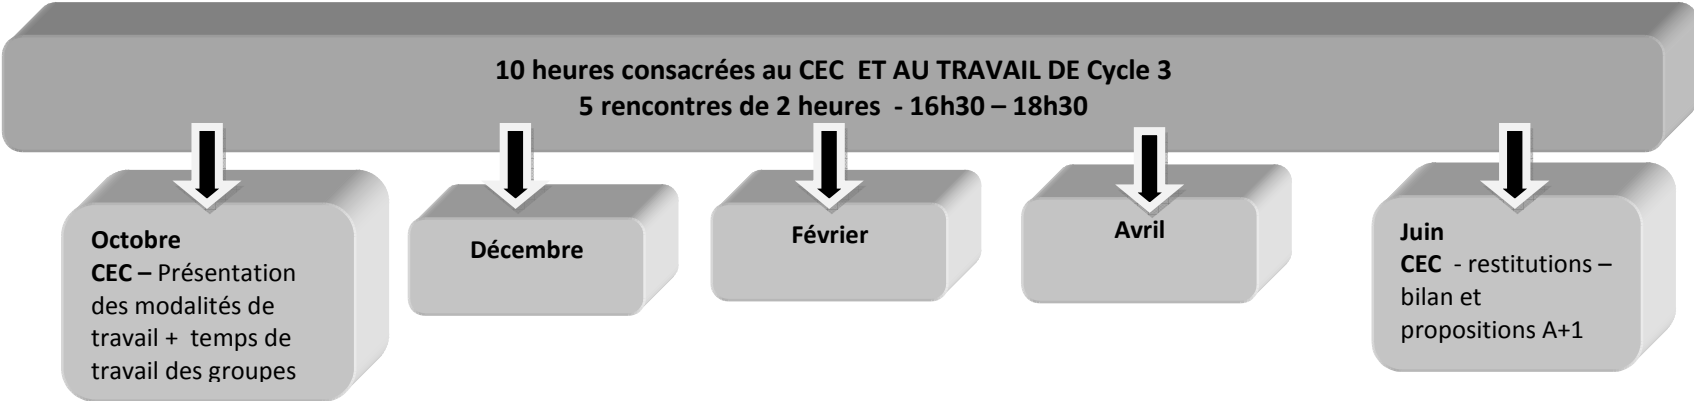 10 heures consacrées au CEC ET AU TRAVAIL DE Cycle 3
5 rencontres de 2 heures - 16h30 – 18h30
Octobre
CEC – Présentation
des modalités de
travail + temps de
travail des groupes
Décembre
Février
Avril
Juin
CEC - restitutions –
bilan et
propositions A+1